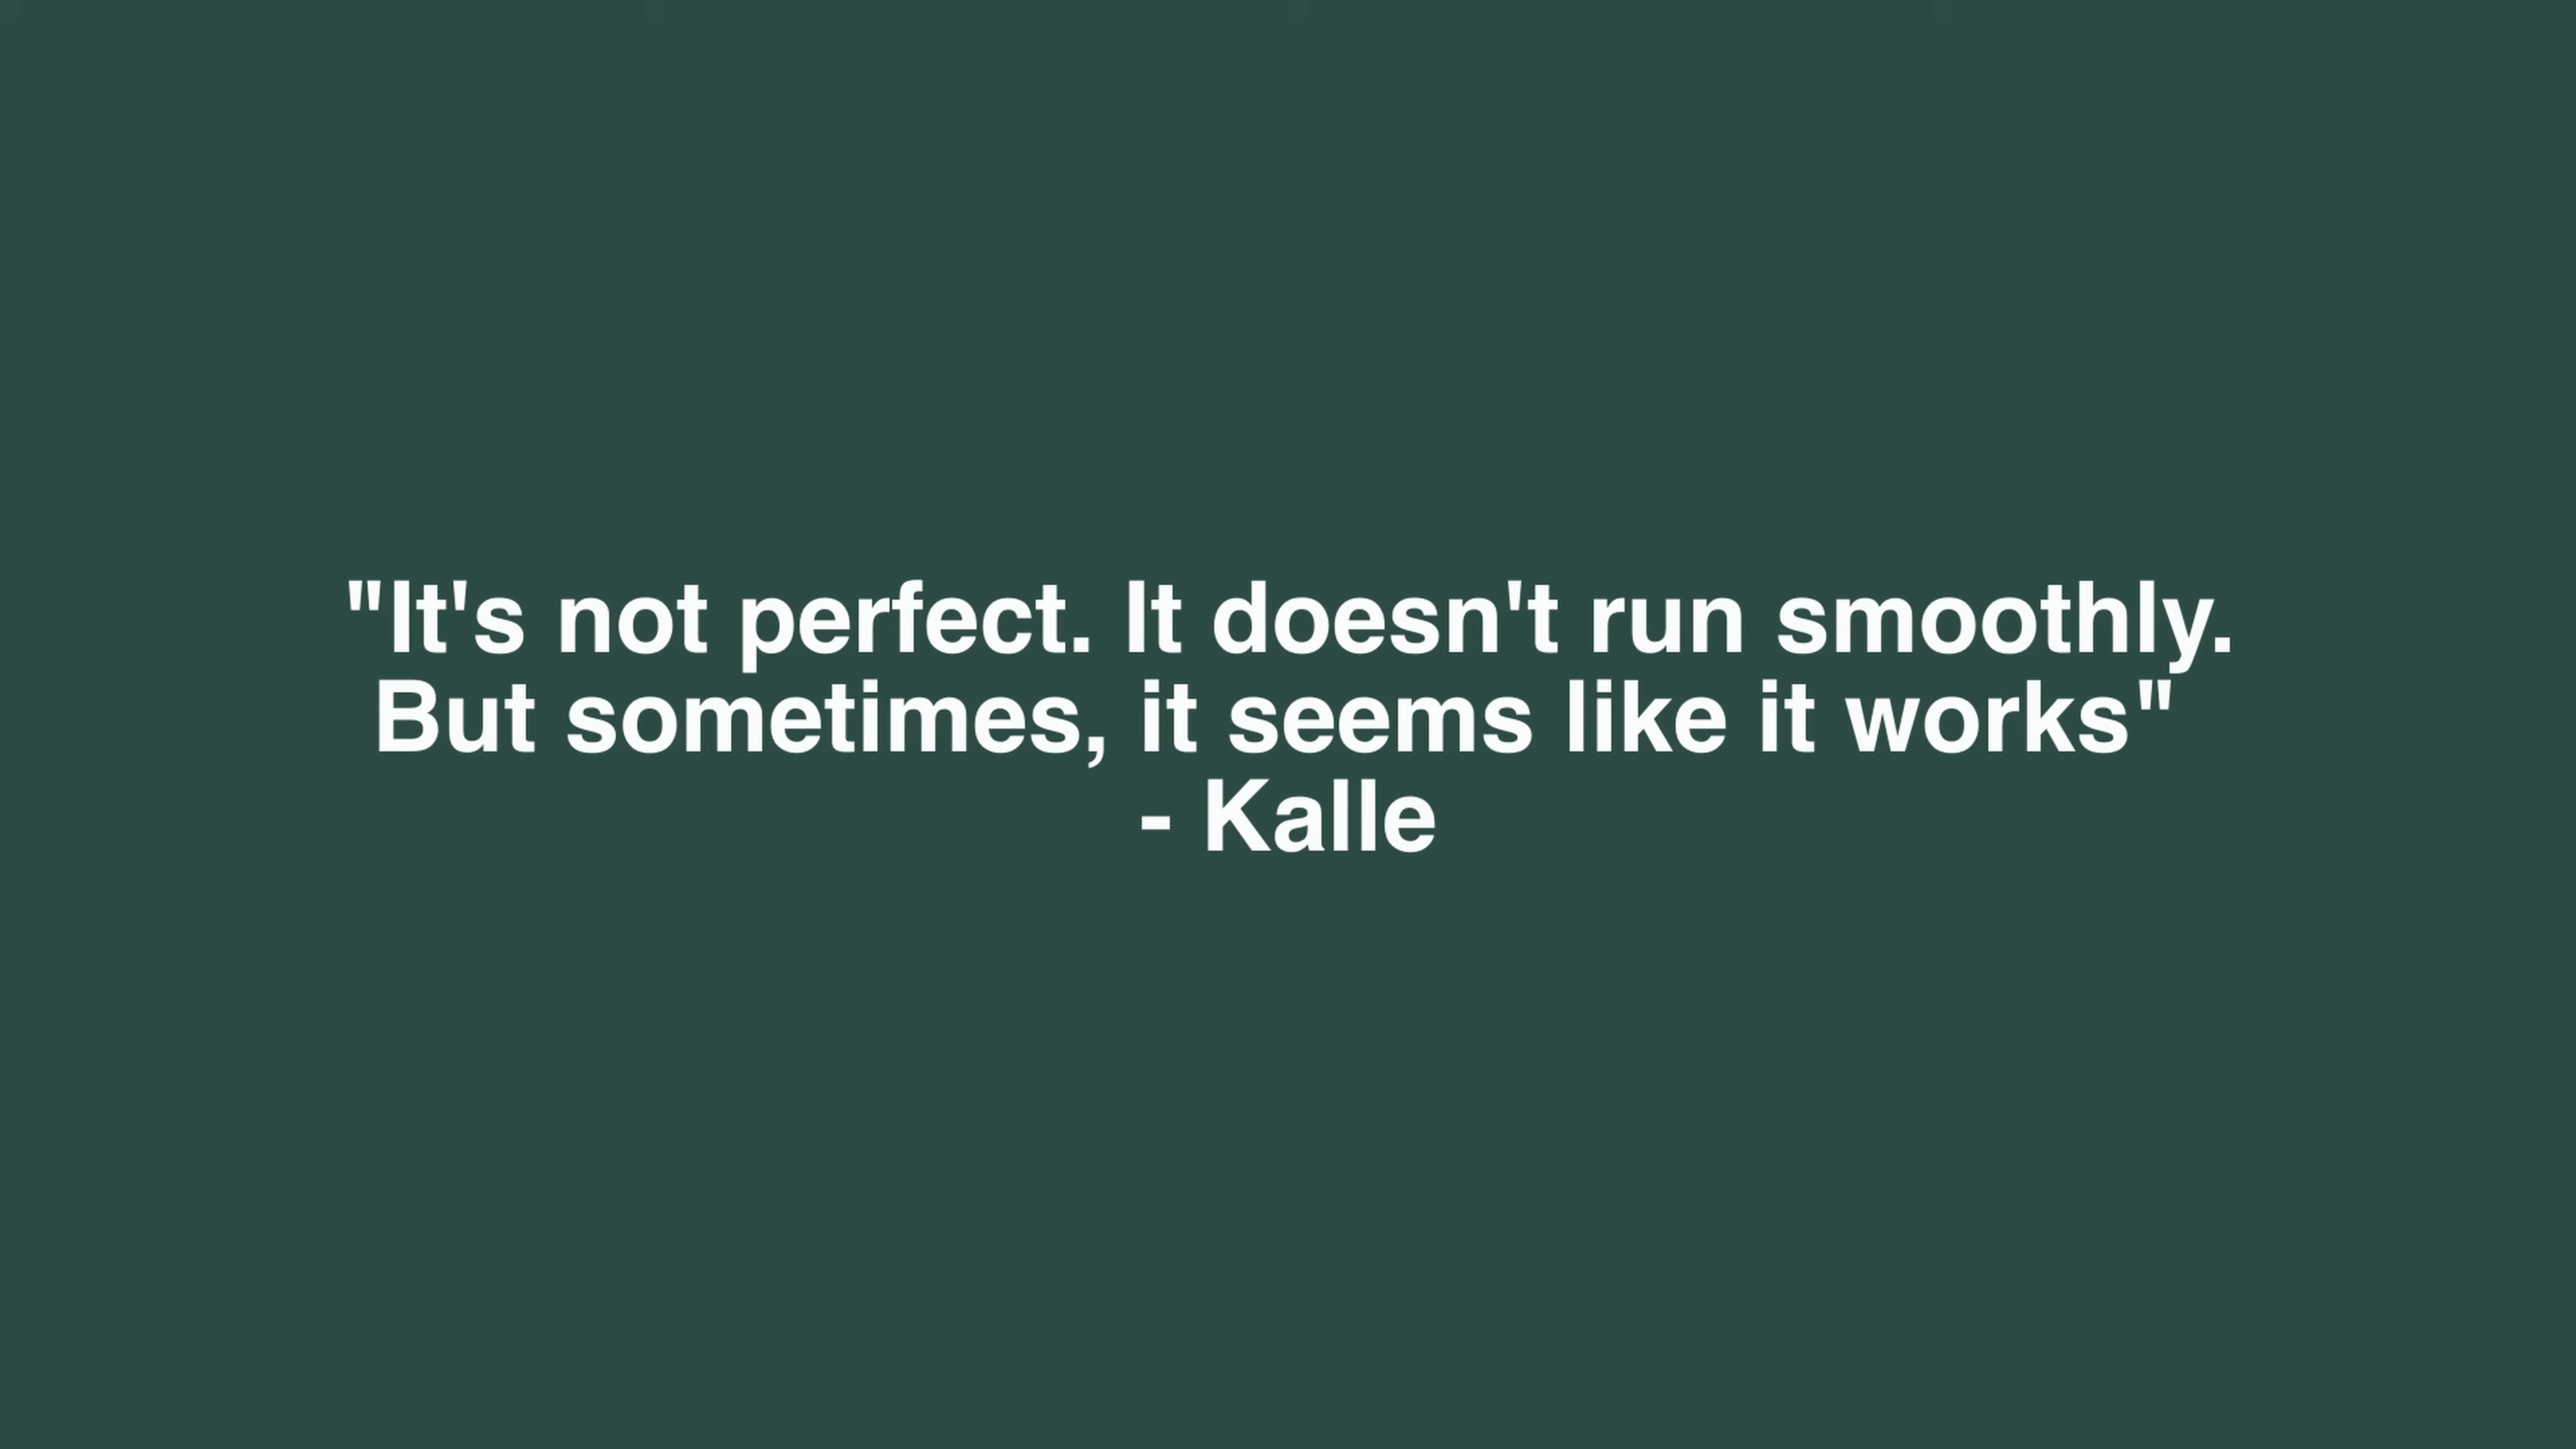 "It's not perfect. It doesn't run smoothly.
But sometimes, it seems like it works"
- Kalle